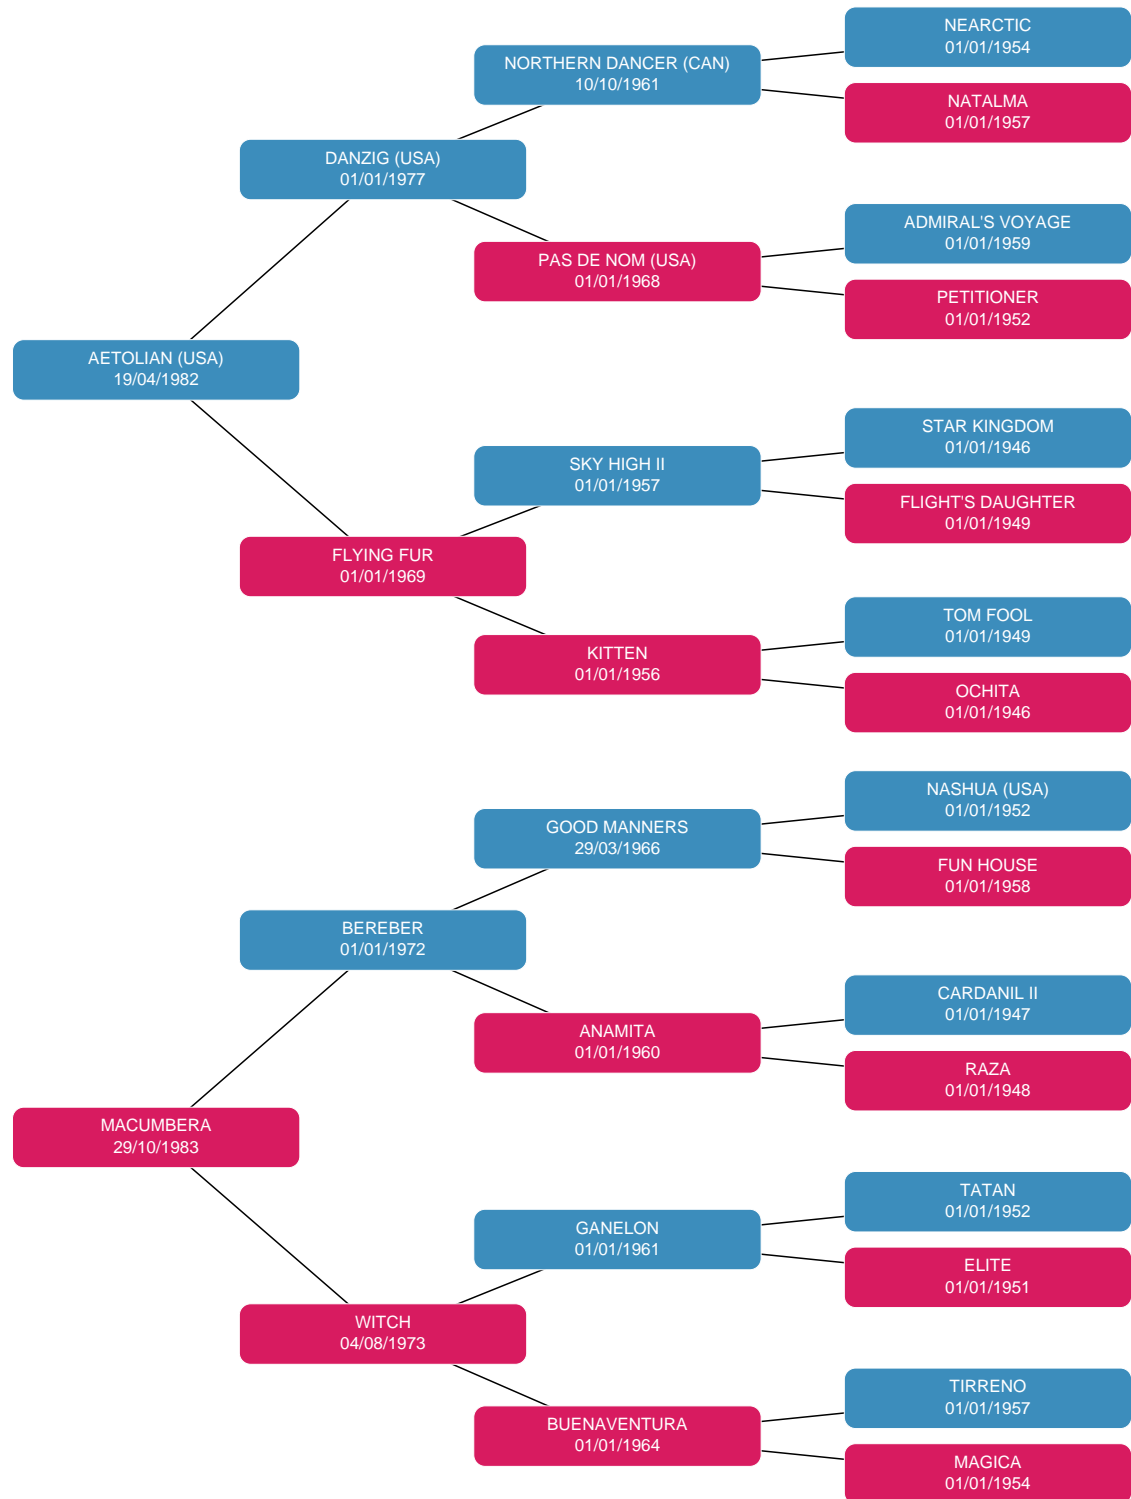 NEARCTIC
01/01/1954
NORTHERN DANCER (CAN)
10/10/1961
NATALMA
01/01/1957
DANZIG (USA)
01/01/1977
ADMIRAL'S VOYAGE
01/01/1959
PAS DE NOM (USA)
01/01/1968
PETITIONER
01/01/1952
AETOLIAN (USA)
19/04/1982
STAR KINGDOM
01/01/1946
SKY HIGH II
01/01/1957
FLIGHT'S DAUGHTER
01/01/1949
FLYING FUR
01/01/1969
TOM FOOL
01/01/1949
KITTEN
01/01/1956
OCHITA
01/01/1946
NASHUA (USA)
01/01/1952
GOOD MANNERS
29/03/1966
FUN HOUSE
01/01/1958
BEREBER
01/01/1972
CARDANIL II
01/01/1947
ANAMITA
01/01/1960
RAZA
01/01/1948
MACUMBERA
29/10/1983
TATAN
01/01/1952
GANELON
01/01/1961
ELITE
01/01/1951
WITCH
04/08/1973
TIRRENO
01/01/1957
BUENAVENTURA
01/01/1964
MAGICA
01/01/1954